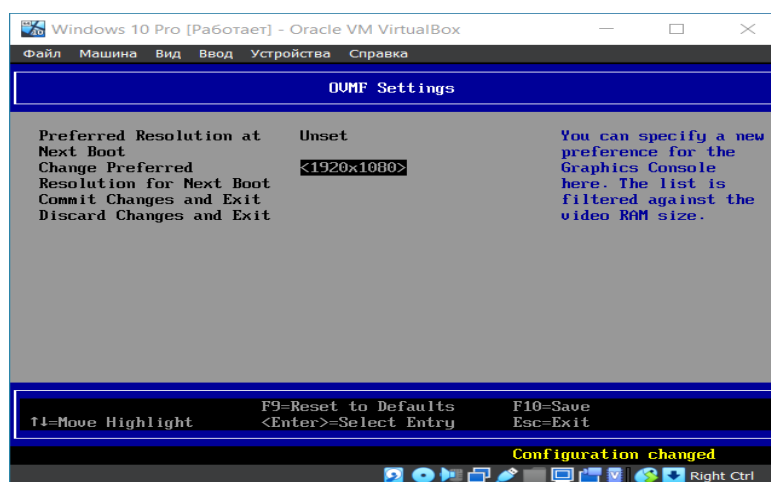 Windows 10 Pro [Работает] - Oracle VM VirtualBox
Файл Машина Вид Ввод Устройства Справка
OVMF Settings
Preferred Resolution at Unset
Next Boot
Change Preferred <1920x1080>
Resolution for Next Boot
Commit Changes and Exit
Discard Changes and Exit
You can specify a new
preference for the
Graphics Console
here. The list is
filtered against the
video RAM size.
F9=Reset to Defaults F10=Save
↑↓=Move Highlight <Enter>=Select Entry Esc=Exit
Configuration changed
Right Ctrl